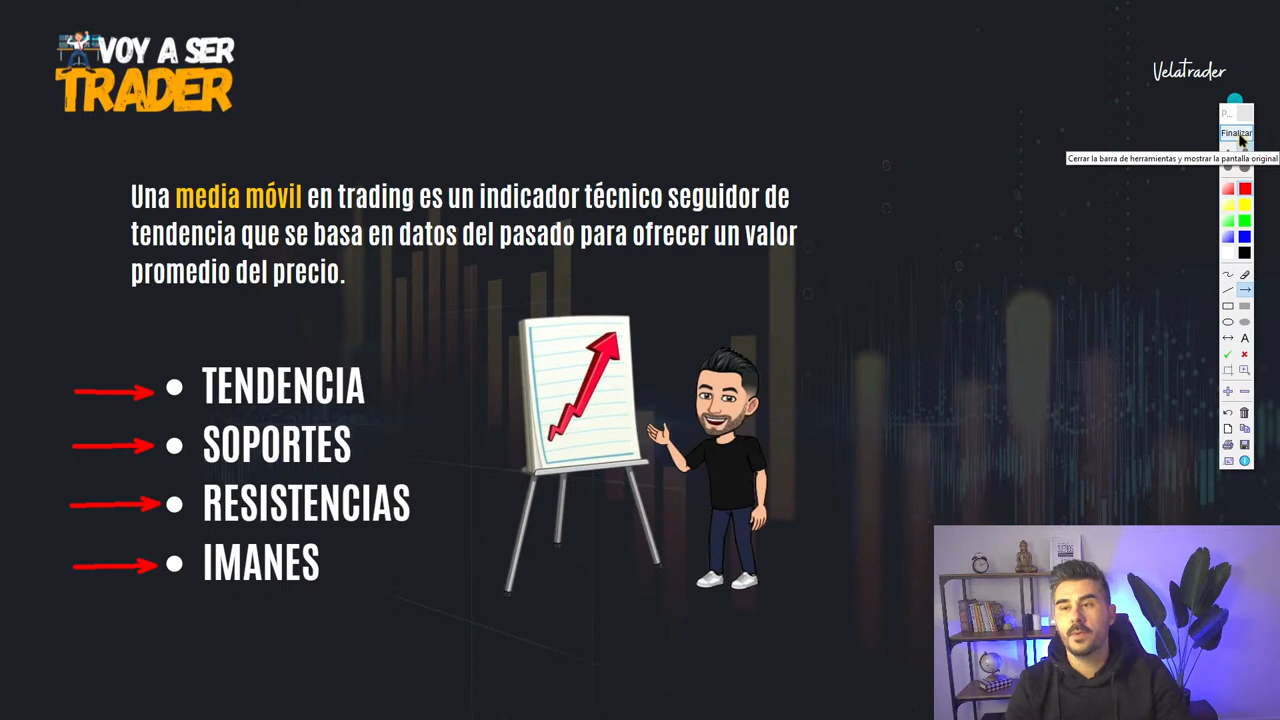 VOY A SER
TRADER
Velatrader
P...
Finalizar
Cerrar la barra de herramientas y mostrar la pantalla original
Una media móvil en trading es un indicador técnico seguidor de
tendencia que se basa en datos del pasado para ofrecer un valor
promedio del precio.
• TENDENCIA
• SOPORTES
• RESISTENCIAS
• IMANES
A